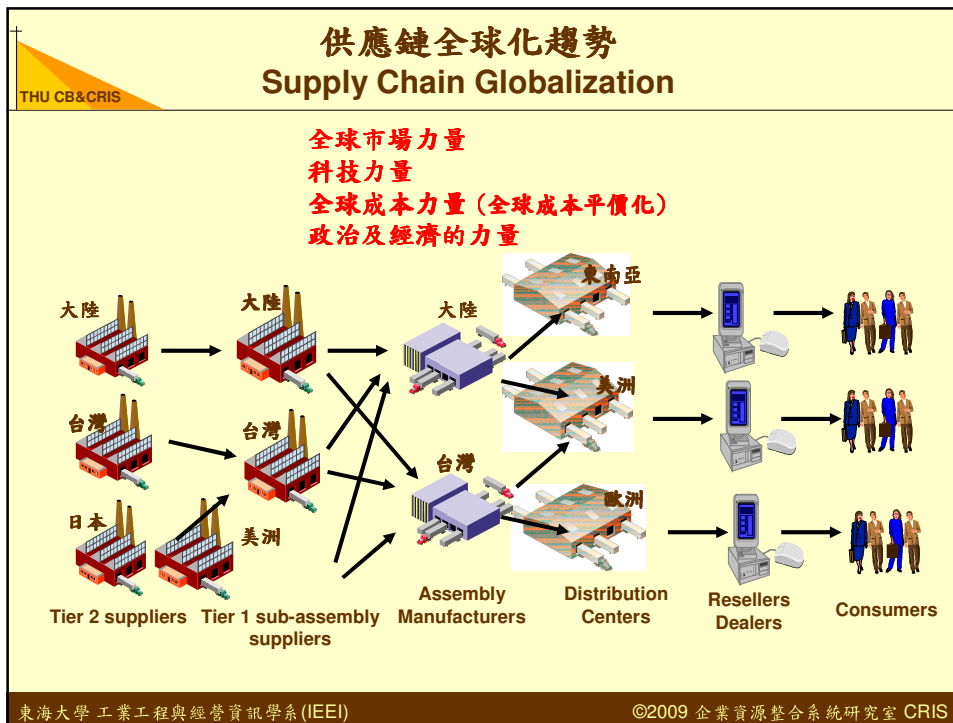 供應鏈全球化趨勢
Supply Chain Globalization
THU CB&CRIS
全球市場力量
科技力量
全球成本力量 (全球成本平價化)
政治及經濟的力量
大陸
大陸
大陸
東南亞
台灣
台灣
美洲
台灣
日本
美洲
歐洲
Tier 2 suppliers
Tier 1 sub-assembly
suppliers
Assembly
Manufacturers
Distribution
Centers
Resellers
Dealers
Consumers
東海大學 工業工程與經營資訊學系(IEEI)
©2009 企業資源整合系統研究室 CRIS